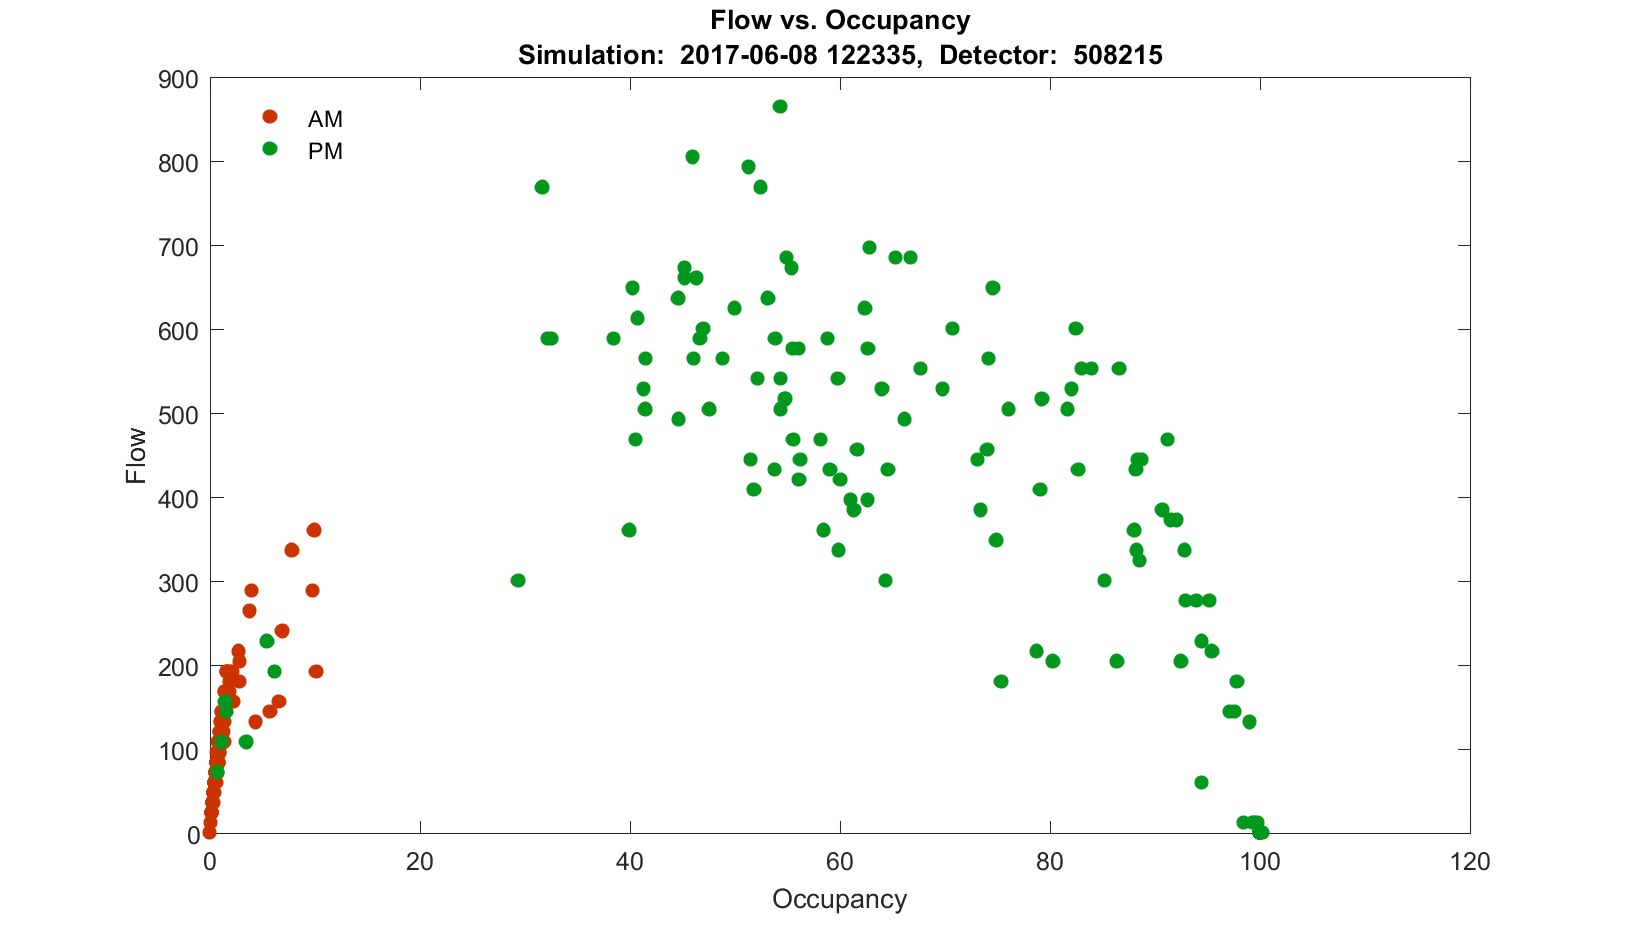 Flow vs. Occupancy
Simulation:  2017-06-08 122335,  Detector:  508215
900
800
700
600
500
400
300
200
100
0
AM
PM
Flow
0 20 40 60 80 100 120
Occupancy